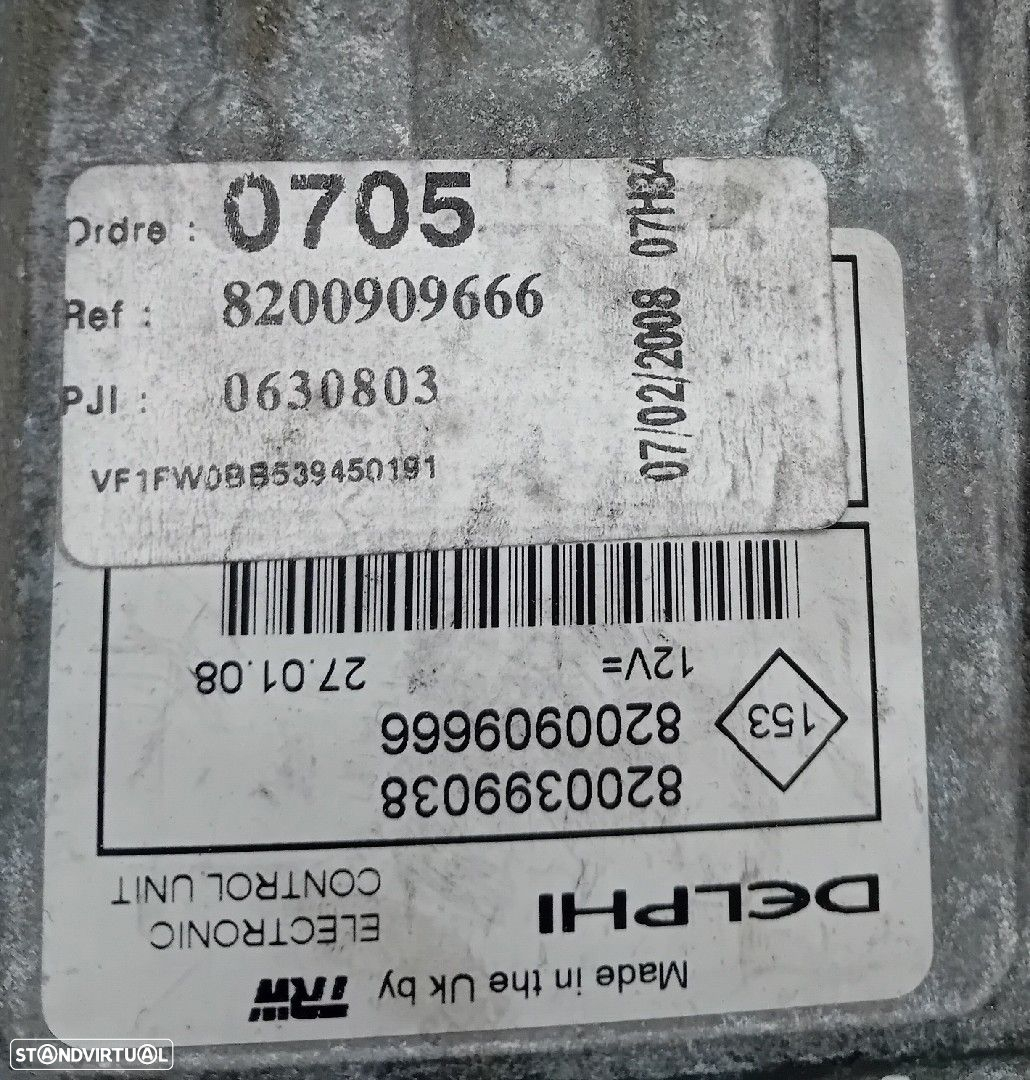 Ordre : 0705
Ref : 8200909666
PJI : 0630803
VF1FW0BB539450191
07/02/2008 07H34
Made in the Uk by TRW
DELPHI
ELECTRONIC
CONTROL UNIT
8200399038
8200909666
153
12V=
27.01.08
STANDVIRTUAL